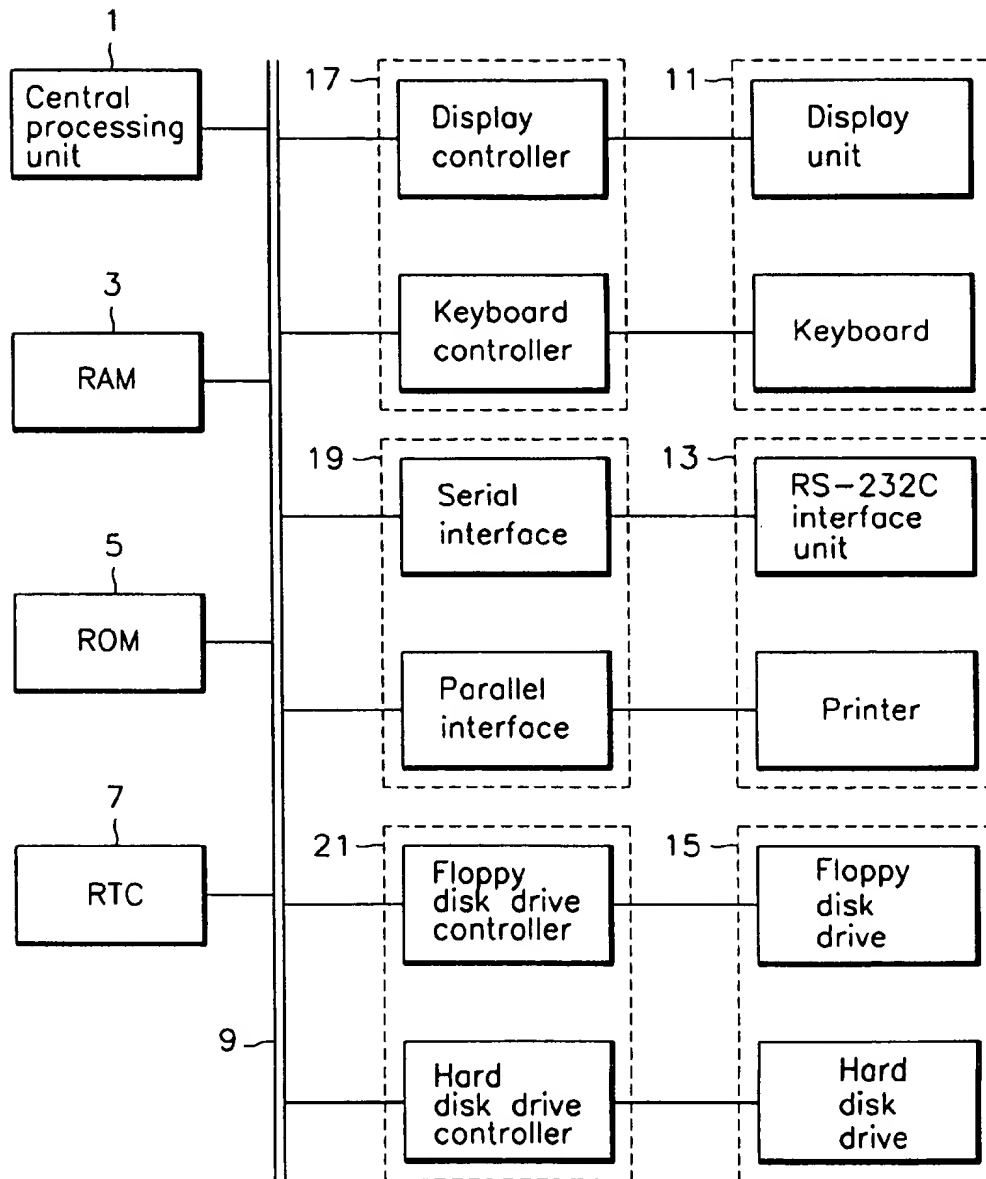 1
Central
processing
unit
17
Display
controller
11
Display
unit
3
RAM
Keyboard
controller
Keyboard
19
Serial
interface
13
RS-232C
interface
unit
5
ROM
Parallel
interface
Printer
7
RTC
21
Floppy
disk drive
controller
15
Floppy
disk
drive
9
Hard
disk drive
controller
Hard
disk
drive